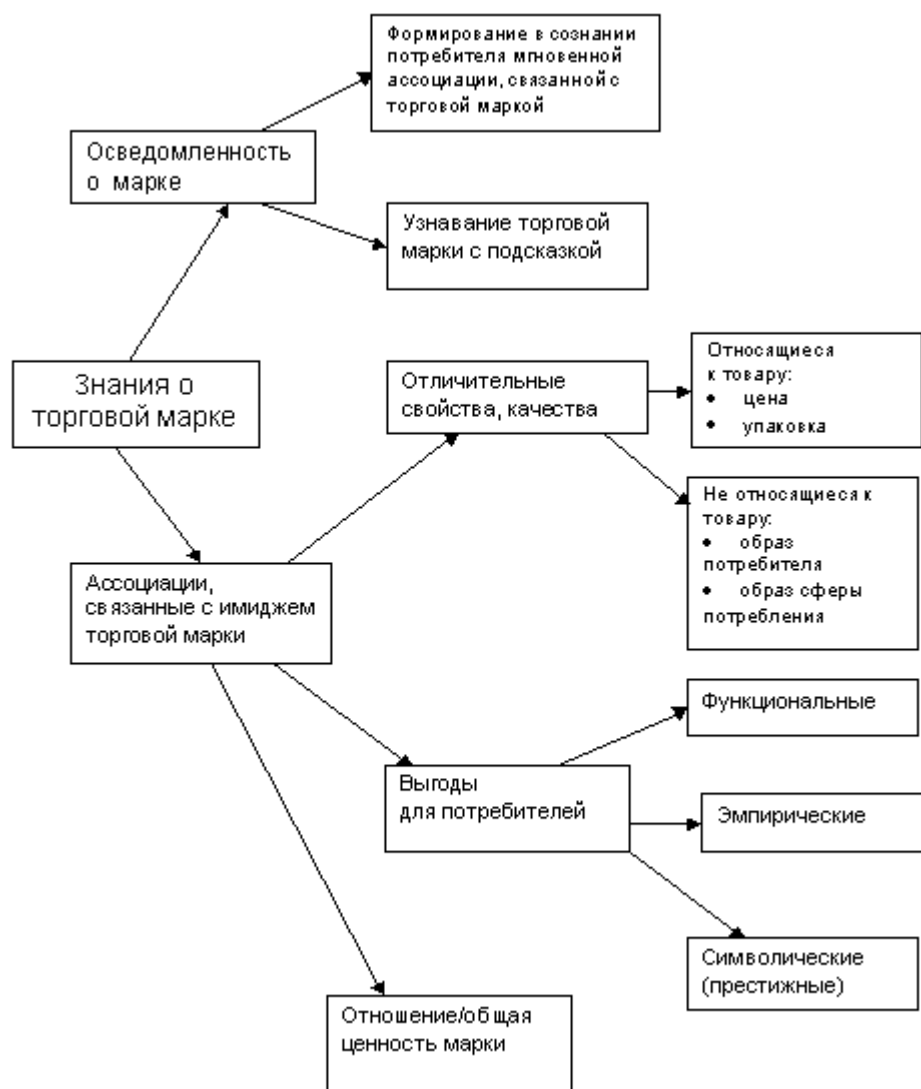 Формирование в сознании
потребителя мгновенной
ассоциации, связанной с
торговой маркой
Осведомленность
о марке
Узнавание торговой
марки с подсказкой
Знания о
торговой марке
Отличительные
свойства, качества
Относящиеся
к товару:
• цена
• упаковка
Не относящиеся к
товару:
• образ
потребителя
• образ сферы
потребления
Ассоциации,
связанные с имиджем
торговой марки
Функциональные
Выгоды
для потребителей
Эмпирические
Символические
(престижные)
Отношение/общая
ценность марки